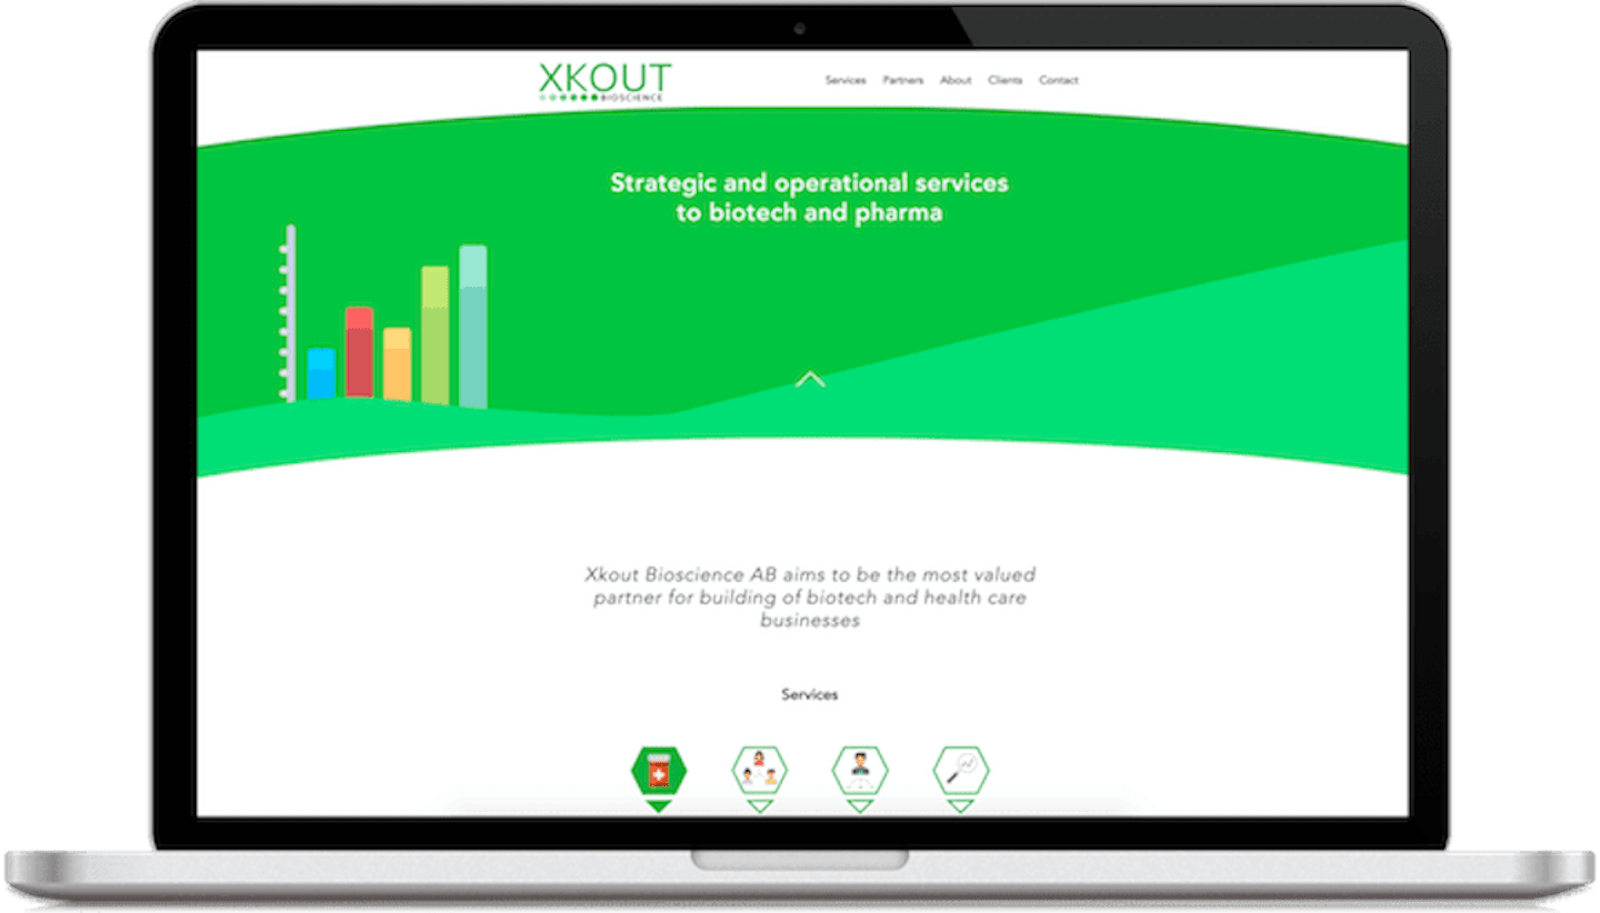 XKOUT
BIOSCIENCE
Services Partners About Clients Contact
Strategic and operational services
to biotech and pharma
Xkout Bioscience AB aims to be the most valued
partner for building of biotech and health care
businesses
Services